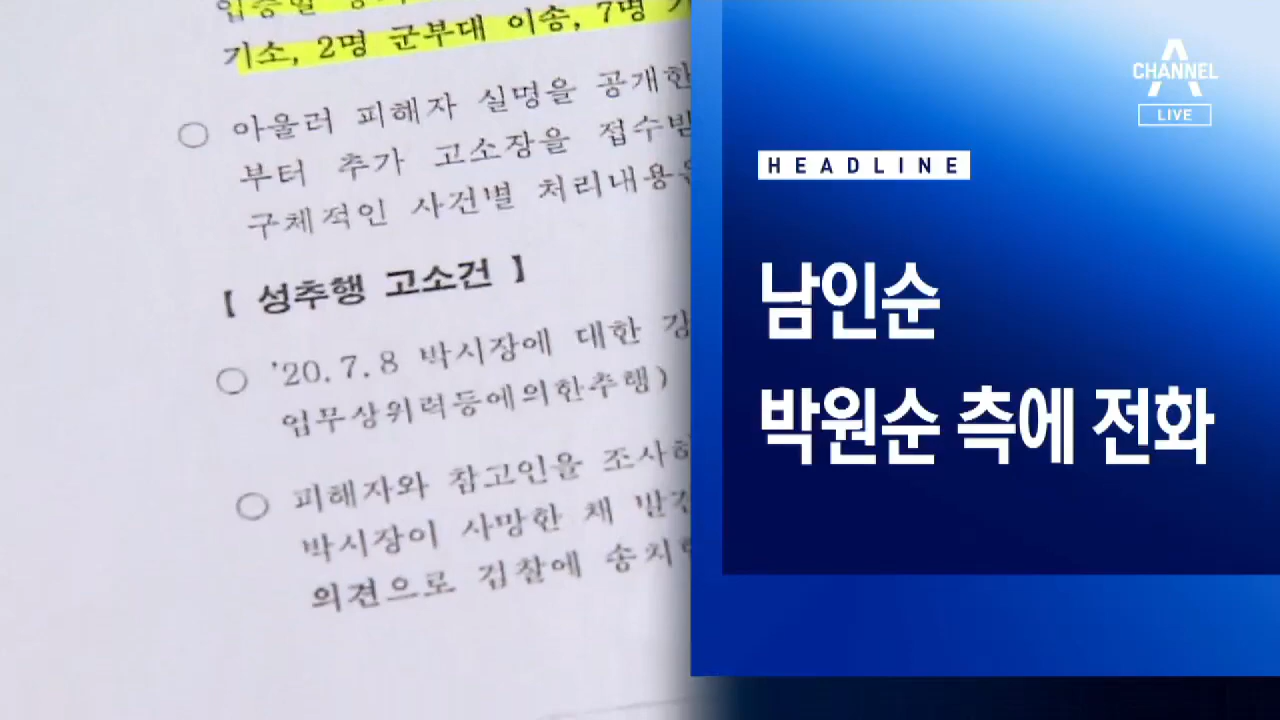 기소, 2명 군부대 이송, 7명
아울러 피해자 실명을 공개한
부터 추가 고소장을 접수받
구체적인 사건별 처리내용을
【 성추행 고소건 】
'20.7.8 박시장에 대한 강
업무상위력등에의한추행)
피해자와 참고인을 조사하
박시장이 사망한 채 발견
의견으로 검찰에 송치
CHANNEL A
LIVE
HEADLINE
남인순
박원순 측에 전화